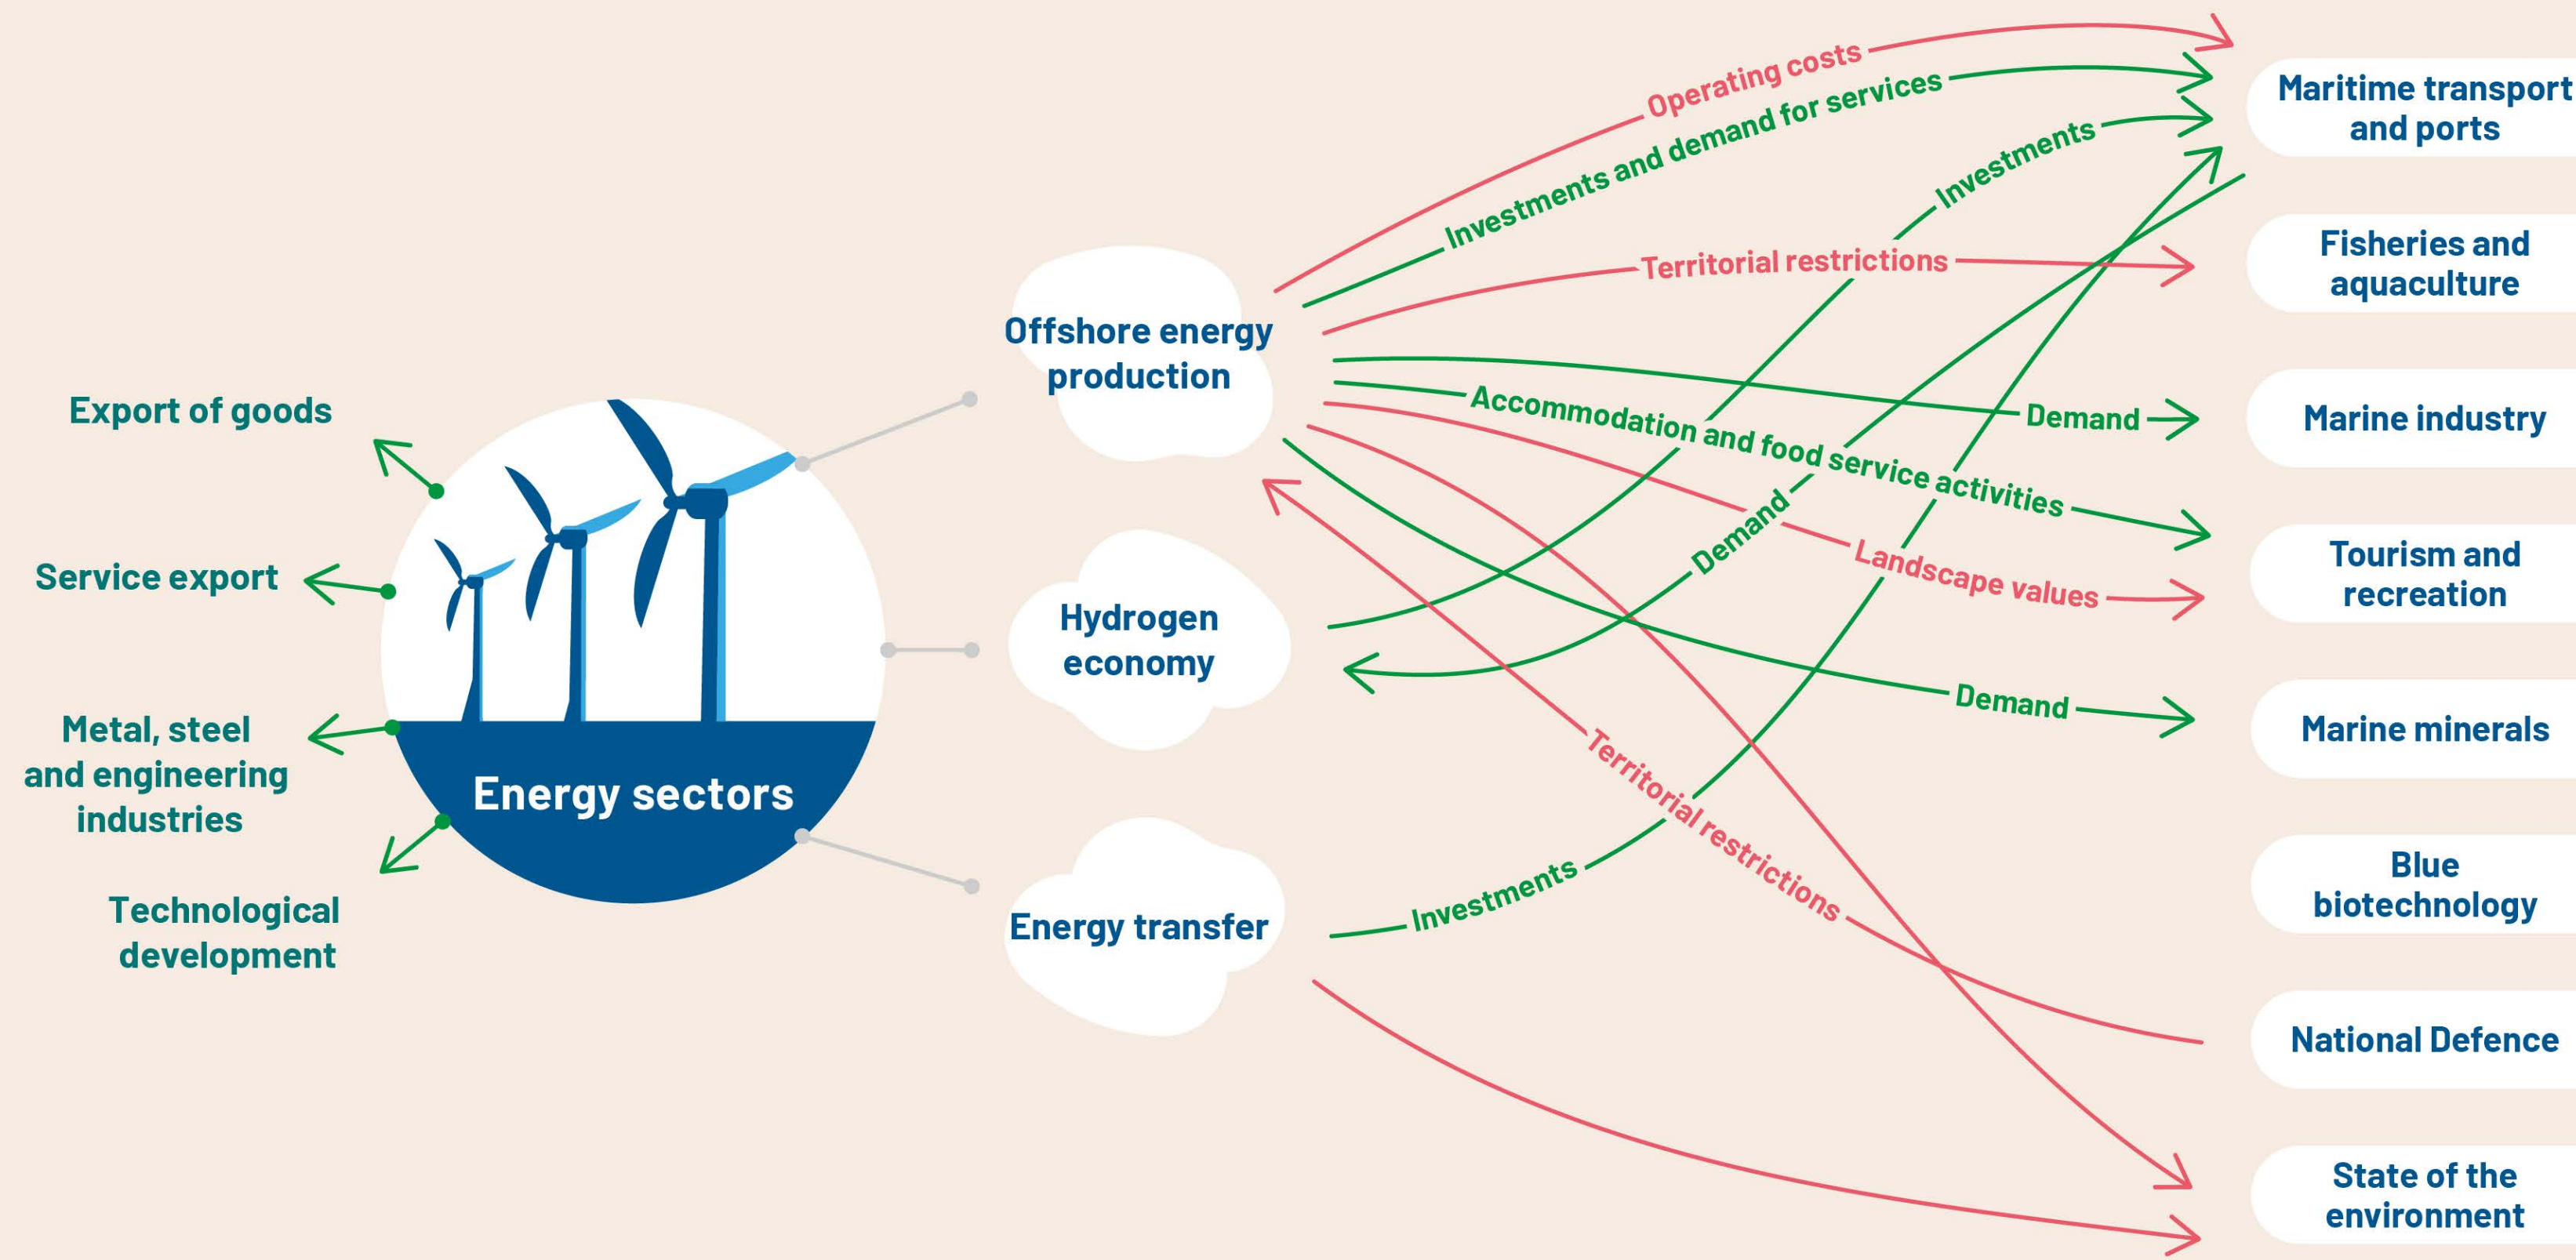 Export of goods
Service export
Metal, steel
and engineering
industries
Technological
development
Energy sectors
Offshore energy
production
Hydrogen
economy
Energy transfer
Operating costs
Investments and demand for services
Investments
Territorial restrictions
Demand
Accommodation and food service activities
Demand
Landscape values
Demand
Territorial restrictions
Investments
Maritime transport
and ports
Fisheries and
aquaculture
Marine industry
Tourism and
recreation
Marine minerals
Blue
biotechnology
National Defence
State of the
environment